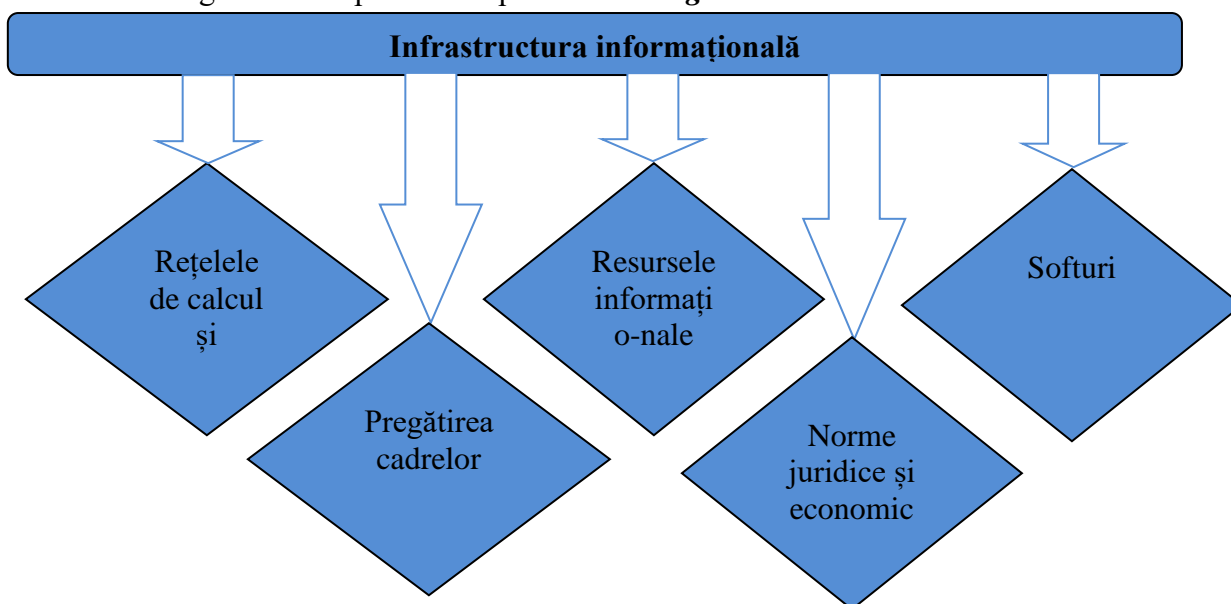 Infrastructura informațională
Rețelele
de calcul
și
Pregătirea
cadrelor
Resursele
informați
o-nale
Norme
juridice și
economic
Softuri